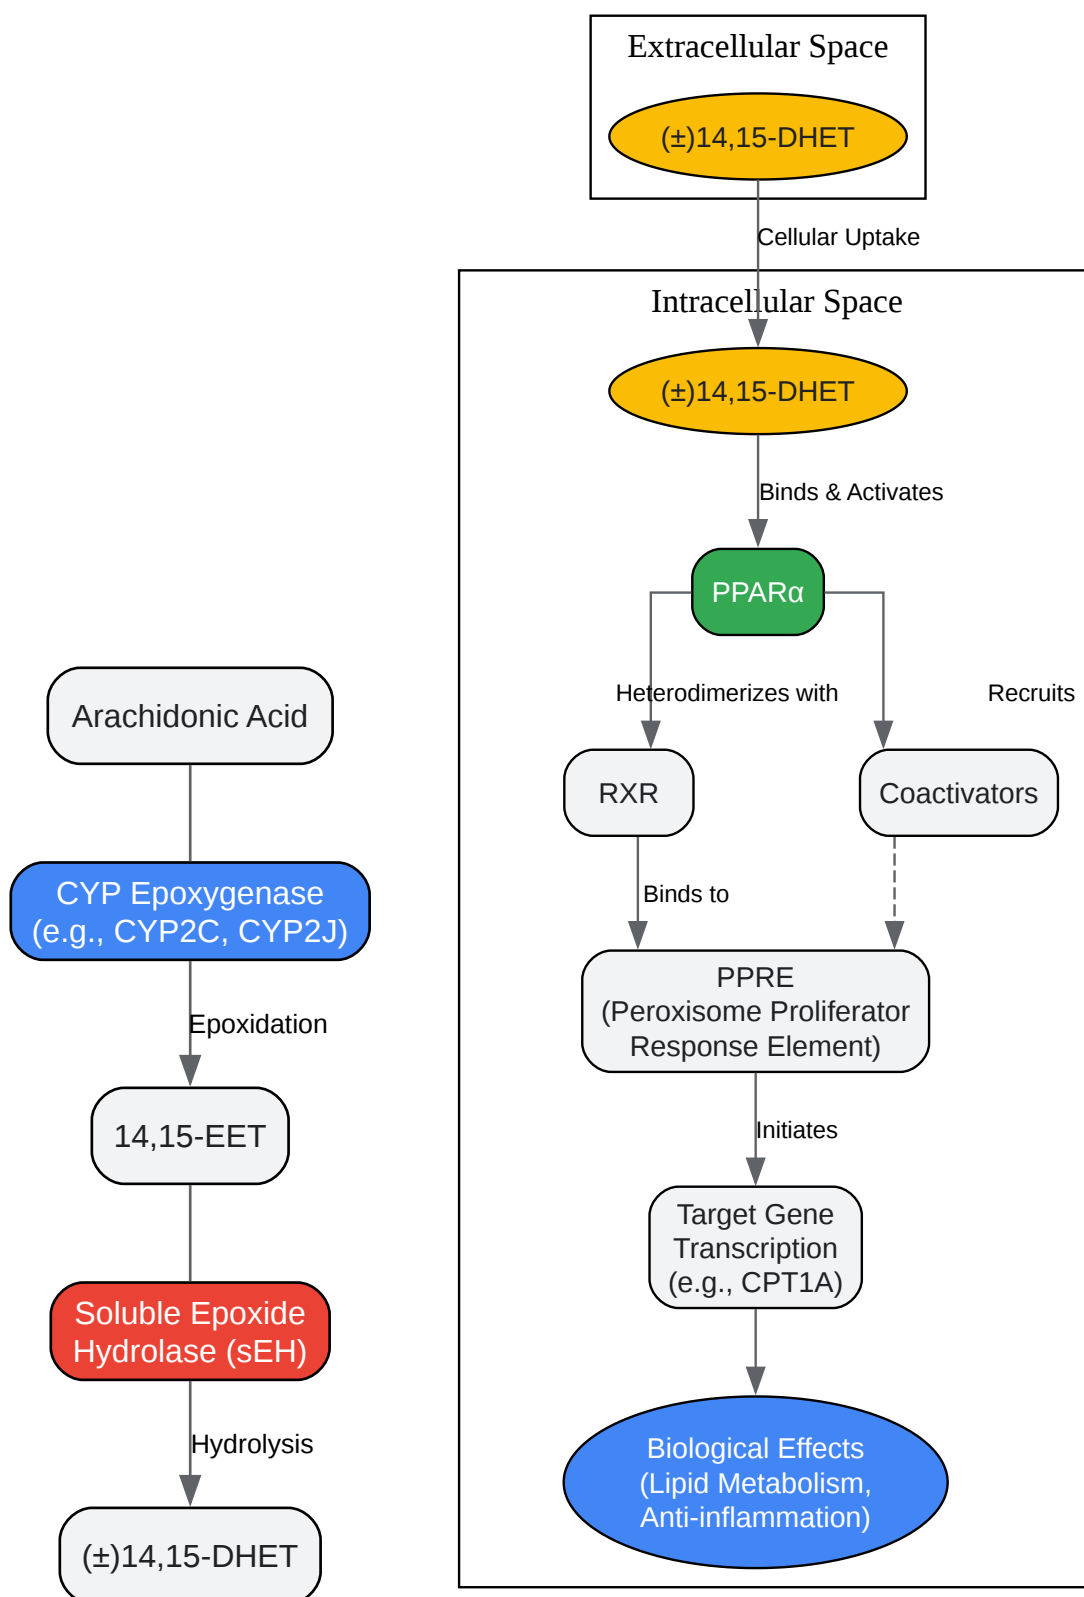 Extracellular Space
(±)14,15-DHET
Cellular Uptake
Intracellular Space
(±)14,15-DHET
Binds & Activates
PPARα
Heterodimerizes with
Recruits
RXR
Coactivators
Binds to
PPRE
(Peroxisome Proliferator
Response Element)
Initiates
Target Gene
Transcription
(e.g., CPT1A)
Biological Effects
(Lipid Metabolism,
Anti-inflammation)
Arachidonic Acid
CYP Epoxygenase
(e.g., CYP2C, CYP2J)
Epoxidation
14,15-EET
Soluble Epoxide
Hydrolase (sEH)
Hydrolysis
(±)14,15-DHET